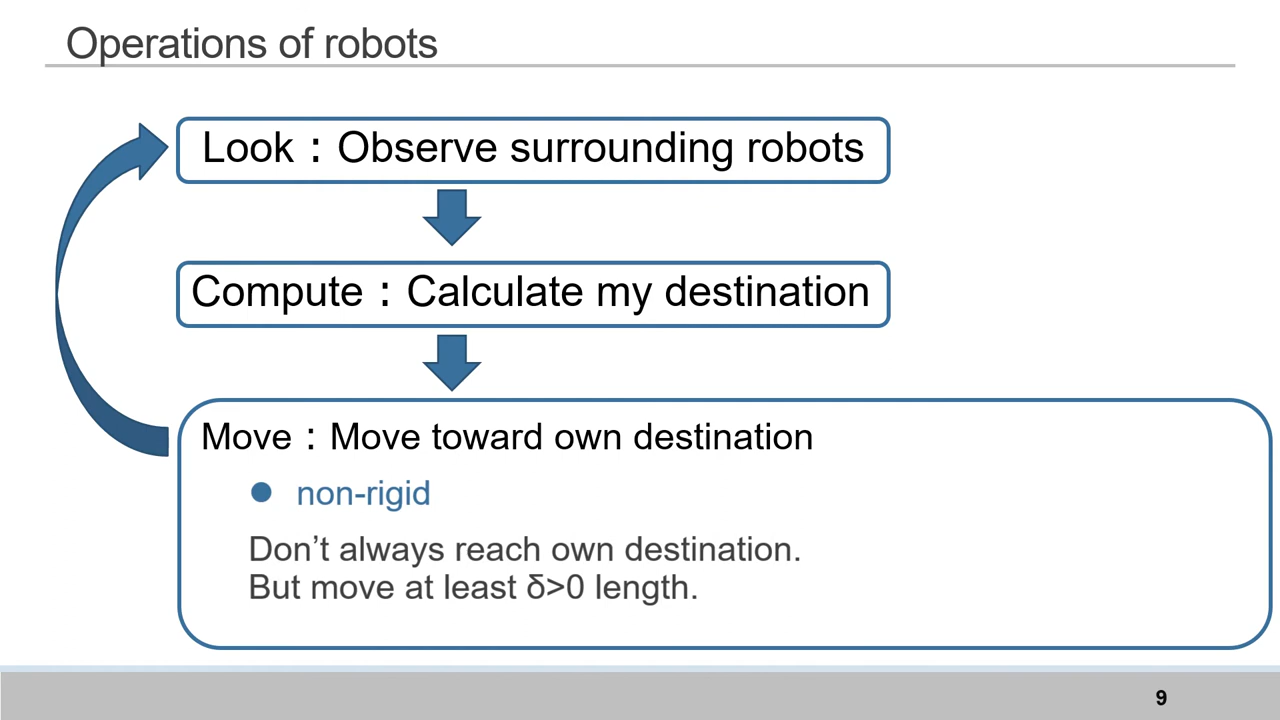 Operations of robots
Look：Observe surrounding robots
Compute：Calculate my destination
Move：Move toward own destination
● non-rigid
Don’t always reach own destination.
But move at least δ>0 length.
9